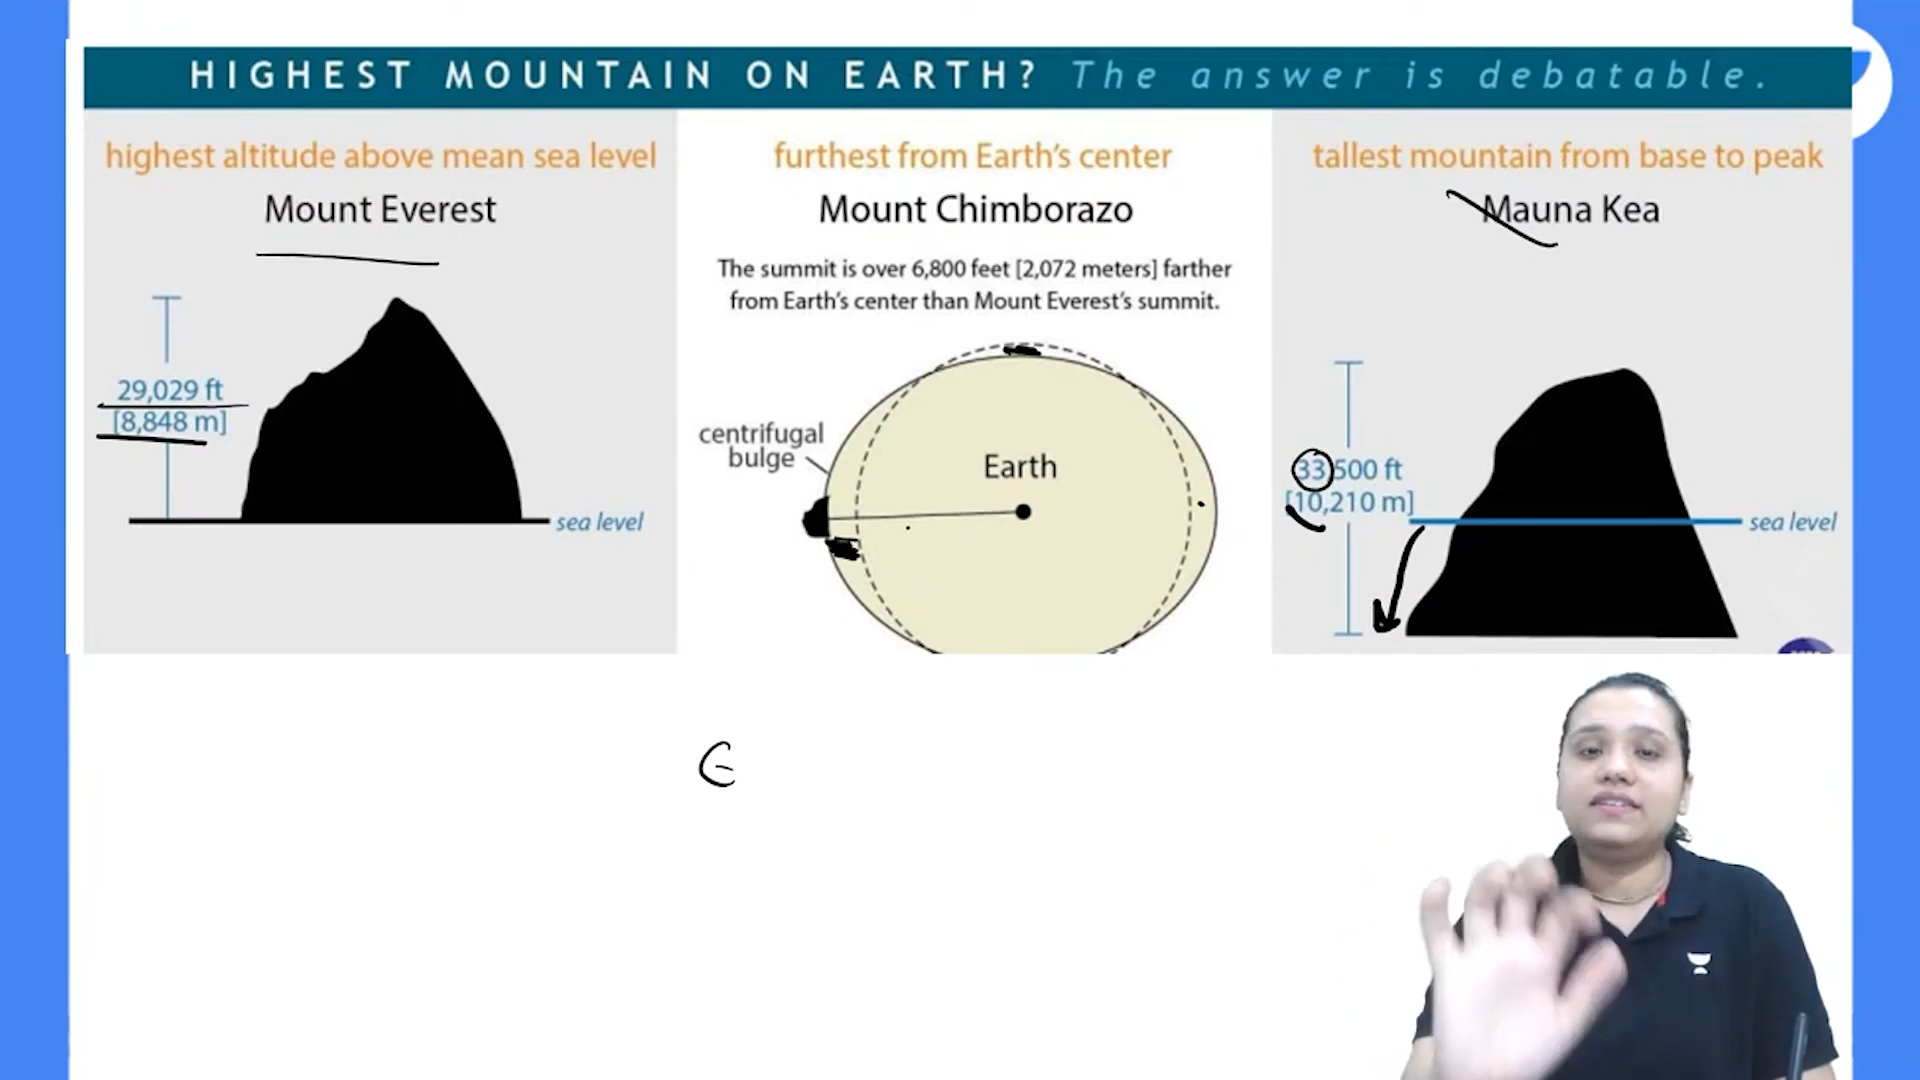 HIGHEST MOUNTAIN ON EARTH? The answer is debatable.
highest altitude above mean sea level
Mount Everest
29,029 ft
[8,848 m]
sea level
furthest from Earth's center
Mount Chimborazo
The summit is over 6,800 feet [2,072 meters] farther
from Earth's center than Mount Everest's summit.
centrifugal
bulge
Earth
tallest mountain from base to peak
Mauna Kea
33,500 ft
[10,210 m]
sea level